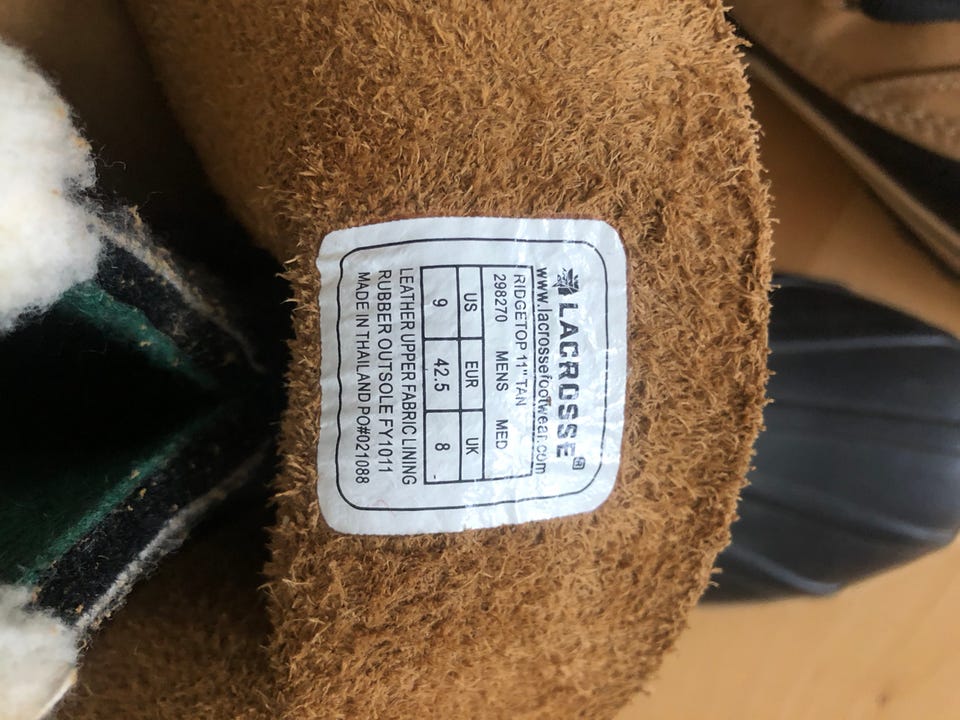 LACROSSE®
www.lacrossefootwear.com
RIDGETOP 11" TAN
298270 MENS MED
US EUR UK
9 42.5 8
LEATHER UPPER FABRIC LINING
RUBBER OUTSOLE FY1011
MADE IN THAILAND PO#021088